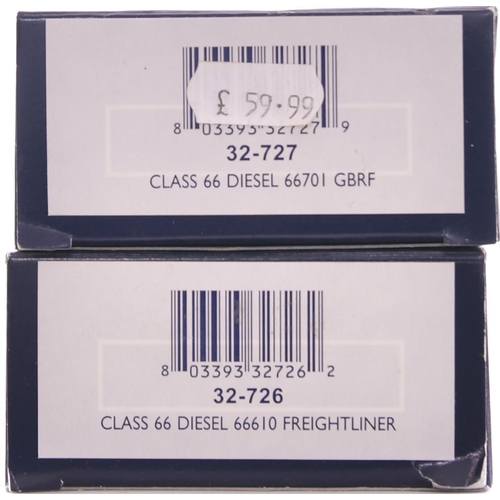 £ 59.99
8 03393 32727 9
32-727
CLASS 66 DIESEL 66701 GBRF
8 03393 32726 2
32-726
CLASS 66 DIESEL 66610 FREIGHTLINER